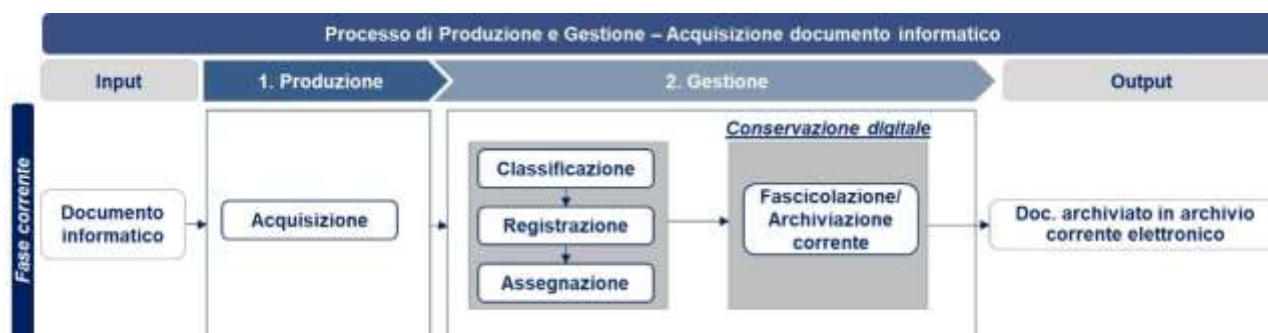 Processo di Produzione e Gestione – Acquisizione documento informatico
Input
1. Produzione
2. Gestione
Output
Fase corrente
Documento
informatico
Acquisizione
Classificazione
Registrazione
Assegnazione
Conservazione digitale
Fascicolazione/
Archiviazione
corrente
Doc. archiviato in archivio
corrente elettronico